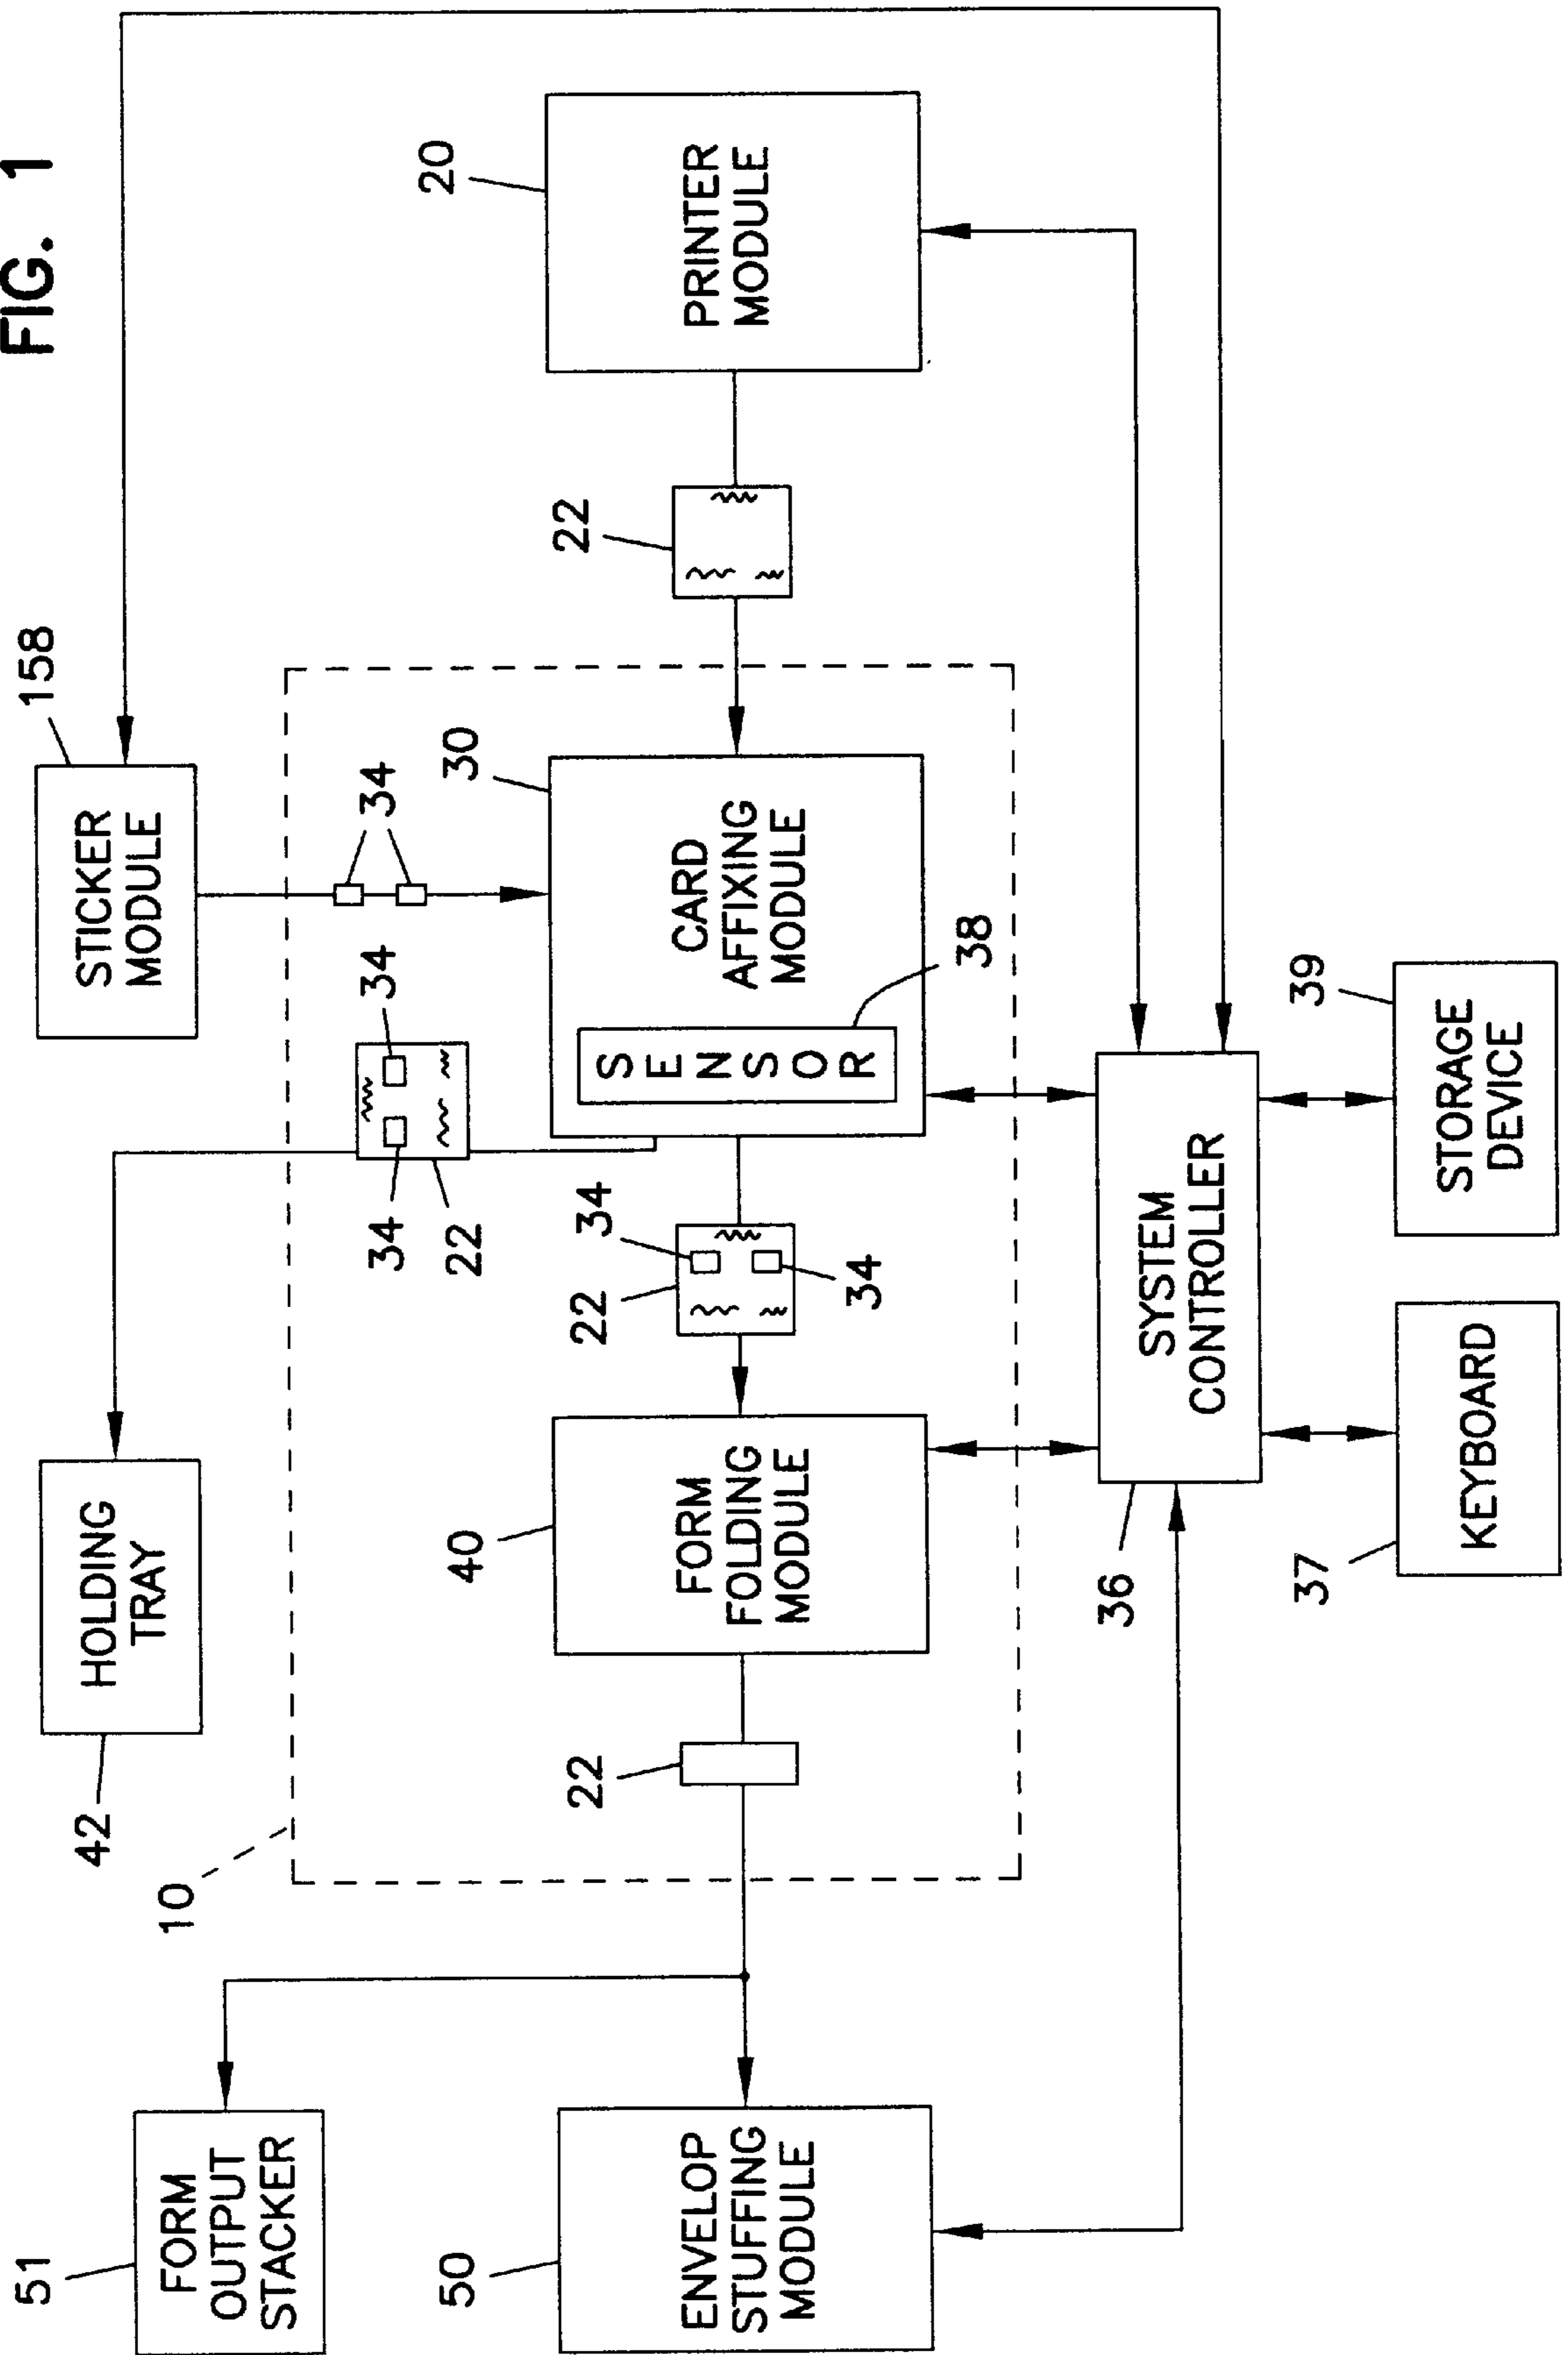 FIG. 1
158
STICKER
MODULE
34
34
34
22
HOLDING
TRAY
42
10
20
PRINTER
MODULE
22
30
CARD
AFFIXING
MODULE
SENSOR
38
34
22
34
40
FORM
FOLDING
MODULE
22
51
FORM
OUTPUT
STACKER
50
ENVELOP
STUFFING
MODULE
SYSTEM
CONTROLLER
36
39
STORAGE
DEVICE
37
KEYBOARD